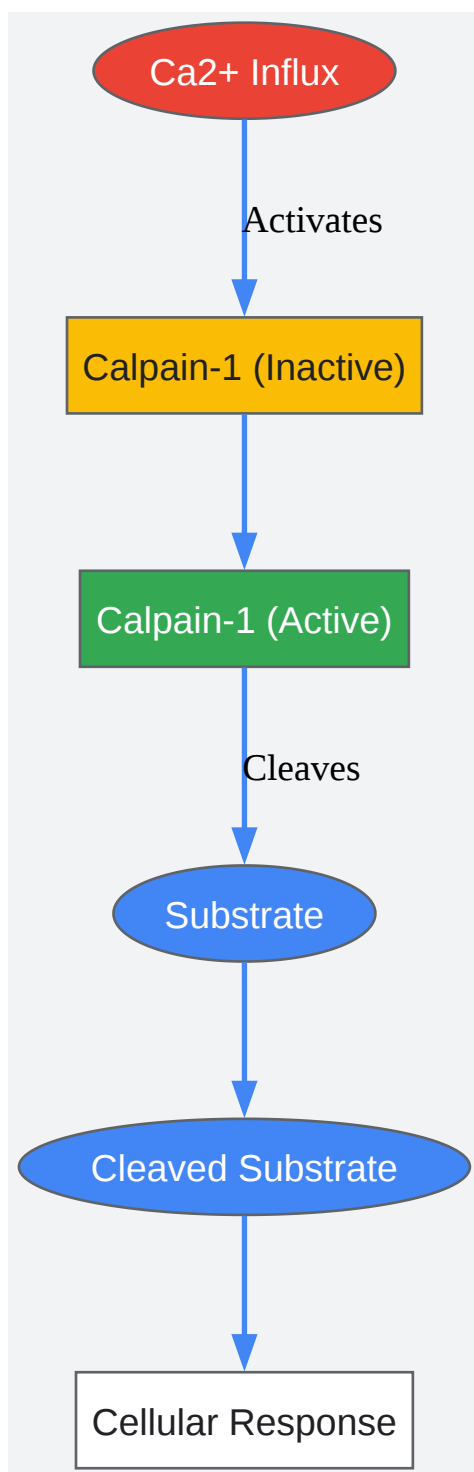 Ca2+ Influx
Activates
Calpain-1 (Inactive)
Calpain-1 (Active)
Cleaves
Substrate
Cleaved Substrate
Cellular Response